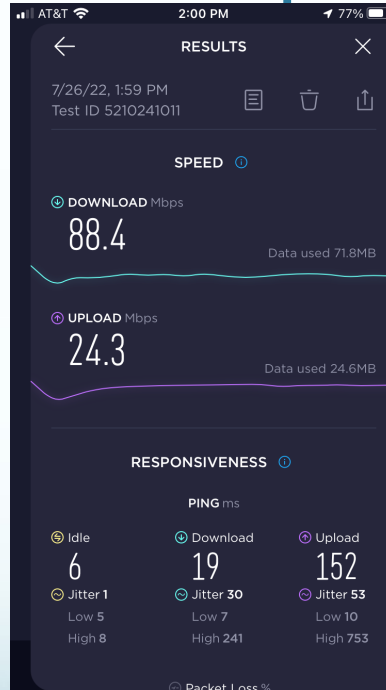 AT&T 2:00 PM 77%
RESULTS
7/26/22, 1:59 PM
Test ID 5210241011
SPEED
DOWNLOAD Mbps
88.4
Data used 71.8MB
UPLOAD Mbps
24.3
Data used 24.6MB
RESPONSIVENESS
PING ms
Idle Download Upload
6 19 152
Jitter 1 Jitter 30 Jitter 53
Low 5 Low 7 Low 10
High 8 High 241 High 753
Packet Loss %